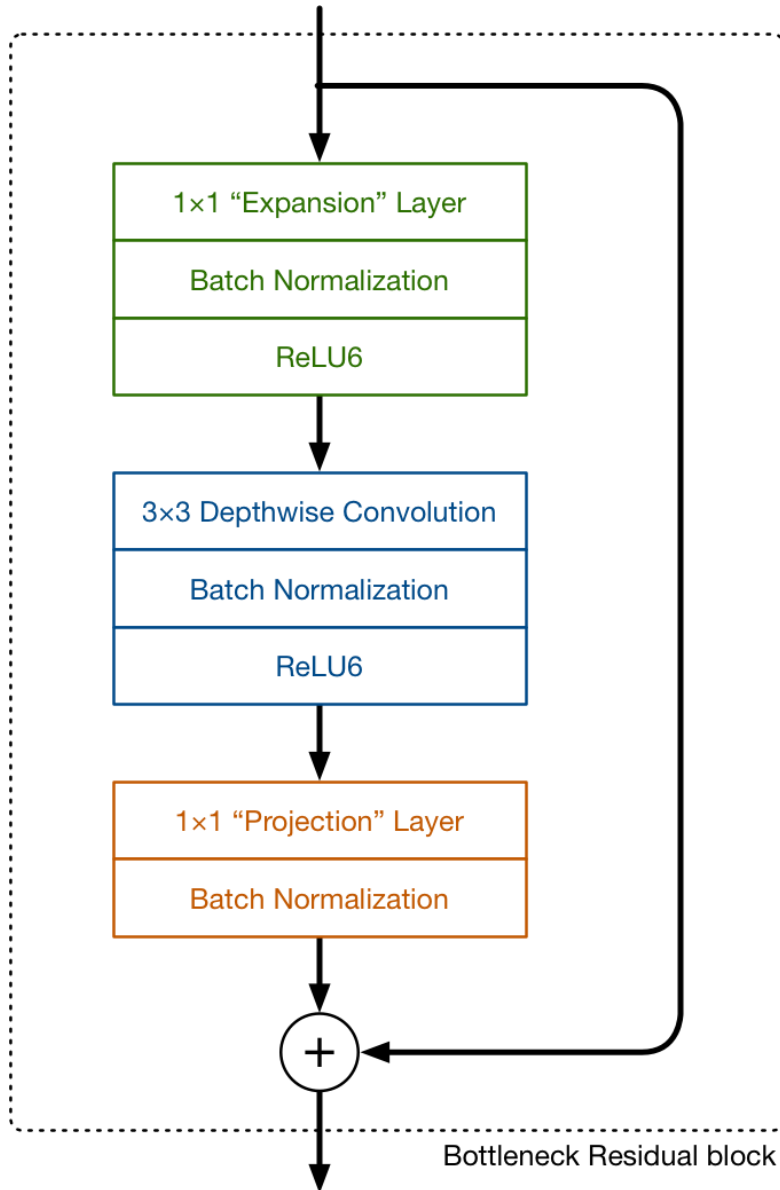 1×1 “Expansion” Layer
Batch Normalization
ReLU6
3×3 Depthwise Convolution
Batch Normalization
ReLU6
1×1 “Projection” Layer
Batch Normalization
+
Bottleneck Residual block